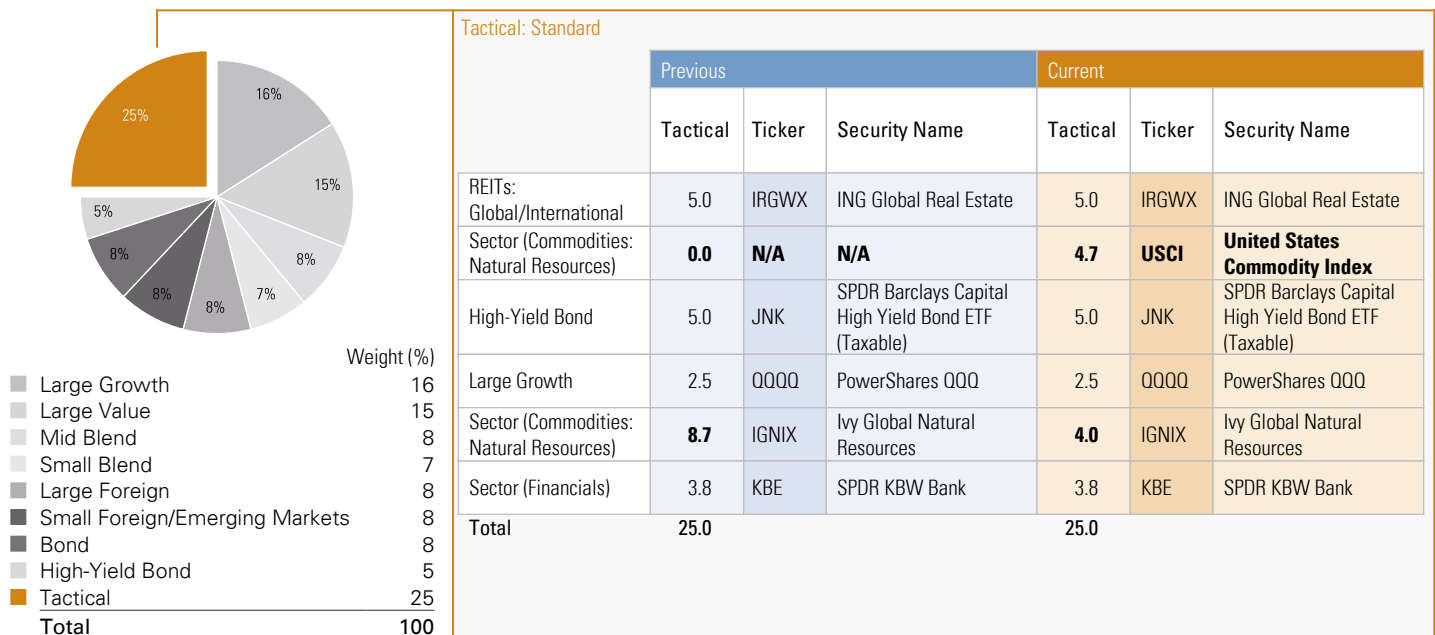 Tactical: Standard
25%
16%
15%
8%
7%
8%
8%
8%
5%
Weight (%)
Large Growth 16
Large Value 15
Mid Blend 8
Small Blend 7
Large Foreign 8
Small Foreign/Emerging Markets 8
Bond 8
High-Yield Bond 5
Tactical 25
Total 100
Previous Current
Tactical Ticker Security Name Tactical Ticker Security Name
REITs:
Global/International 5.0 IRGWX ING Global Real Estate 5.0 IRGWX ING Global Real Estate
Sector (Commodities:
Natural Resources) 0.0 N/A N/A 4.7 USCI United States
Commodity Index
High-Yield Bond 5.0 JNK SPDR Barclays Capital
High Yield Bond ETF
(Taxable) 5.0 JNK SPDR Barclays Capital
High Yield Bond ETF
(Taxable)
Large Growth 2.5 QQQQ PowerShares QQQ 2.5 QQQQ PowerShares QQQ
Sector (Commodities:
Natural Resources) 8.7 IGNIX Ivy Global Natural
Resources 4.0 IGNIX Ivy Global Natural
Resources
Sector (Financials) 3.8 KBE SPDR KBW Bank 3.8 KBE SPDR KBW Bank
Total 25.0 25.0